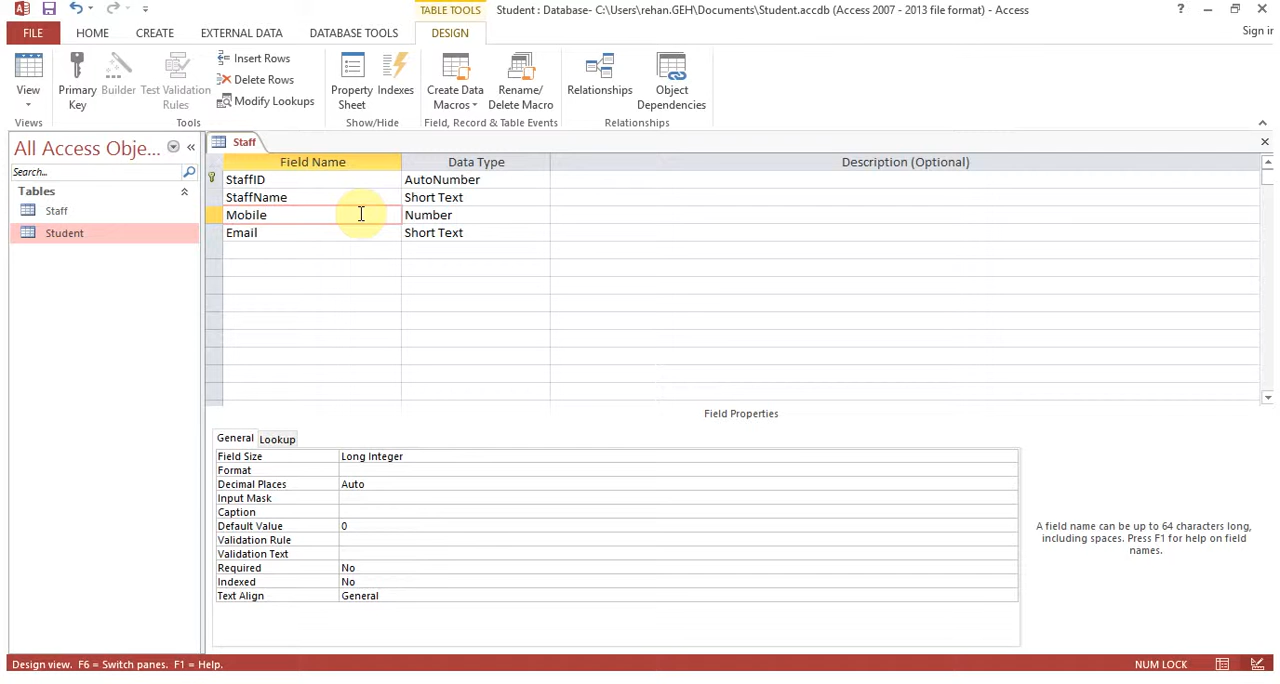 TABLE TOOLS
Student : Database- C:\Users\rehan.GEH\Documents\Student.accdb (Access 2007 - 2013 file format) - Access
?
FILE HOME CREATE EXTERNAL DATA DATABASE TOOLS DESIGN
Sign in
View
Primary Key
Builder
Test Validation Rules
Insert Rows
Delete Rows
Modify Lookups
Property Sheet
Indexes
Create Data Macros
Rename/ Delete Macro
Relationships
Object Dependencies
Views
Tools
Show/Hide
Field, Record & Table Events
Relationships
All Access Obje...
Search...
Tables
Staff
Student
Staff
Field Name Data Type Description (Optional)
StaffID AutoNumber
StaffName Short Text
Mobile Number
Email Short Text
Field Properties
General Lookup
Field Size Long Integer
Format
Decimal Places Auto
Input Mask
Caption
Default Value 0
Validation Rule
Validation Text
Required No
Indexed No
Text Align General
A field name can be up to 64 characters long,
including spaces. Press F1 for help on field
names.
Design view. F6 = Switch panes. F1 = Help.
NUM LOCK